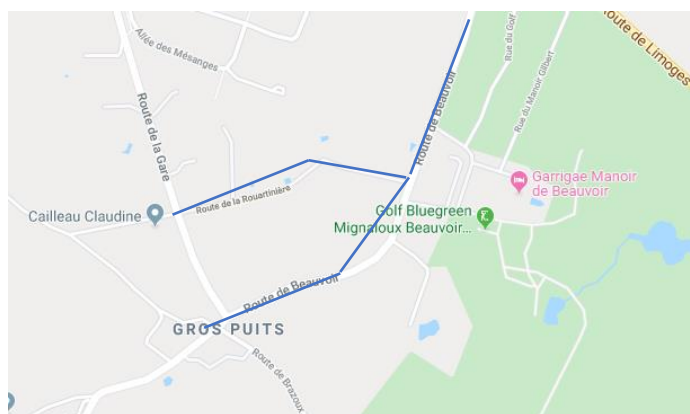 Allée des Mésanges
Rue du Golf
Route de Limoges
Rue du Manoir Gilbert
Route de Beauvoir
Route de la Gare
Garrigae Manoir
de Beauvoir
Route de la Rouartinière
Cailleau Claudine
Golf Bluegreen
Mignaloux Beauvoir...
Route de Beauvoir
GROS PUITS
Route de Brazoux